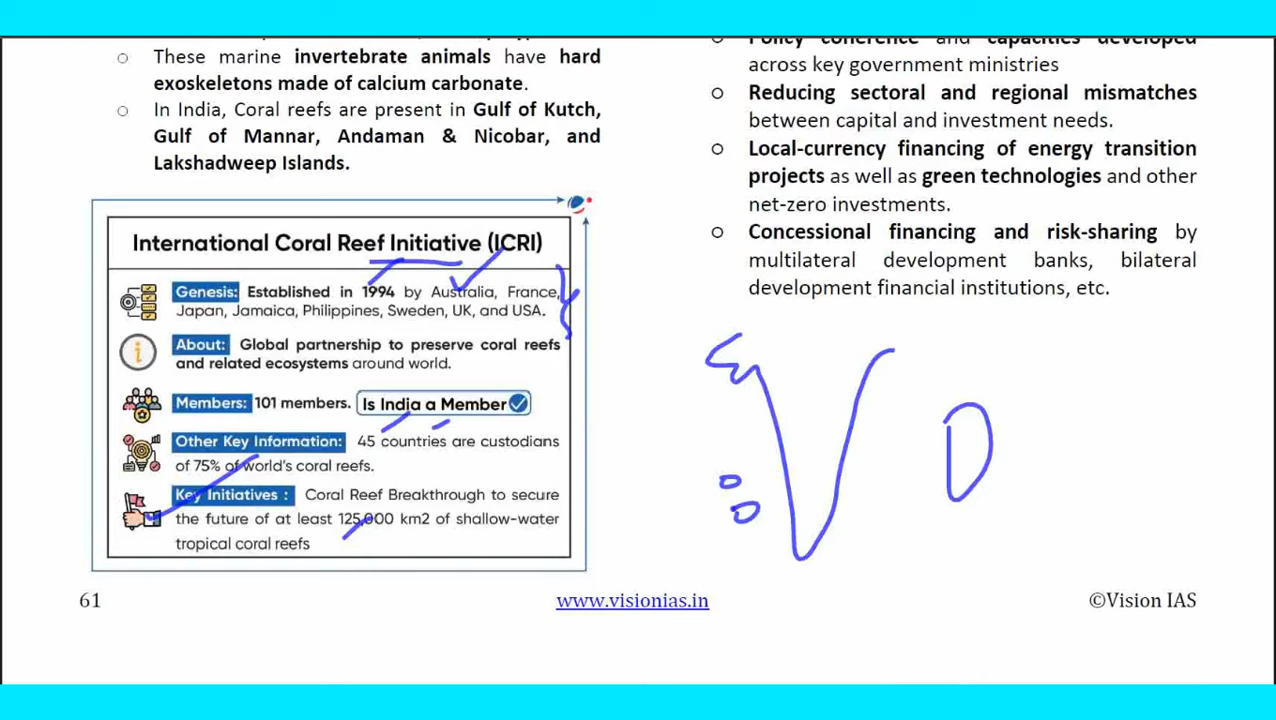 These marine invertebrate animals have hard
exoskeletons made of calcium carbonate.
In India, Coral reefs are present in Gulf of Kutch,
Gulf of Mannar, Andaman & Nicobar, and
Lakshadweep Islands.
International Coral Reef Initiative (ICRI)
Genesis: Established in 1994 by Australia, France,
Japan, Jamaica, Philippines, Sweden, UK, and USA.
About: Global partnership to preserve coral reefs
and related ecosystems around world.
Members: 101 members. Is India a Member
Other Key Information: 45 countries are custodians
of 75% of world's coral reefs.
Key Initiatives : Coral Reef Breakthrough to secure
the future of at least 125,000 km2 of shallow-water
tropical coral reefs
Policy coherence and capacities developed
across key government ministries
Reducing sectoral and regional mismatches
between capital and investment needs.
Local-currency financing of energy transition
projects as well as green technologies and other
net-zero investments.
Concessional financing and risk-sharing by
multilateral development banks, bilateral
development financial institutions, etc.
D
61 www.visionias.in ©Vision IAS